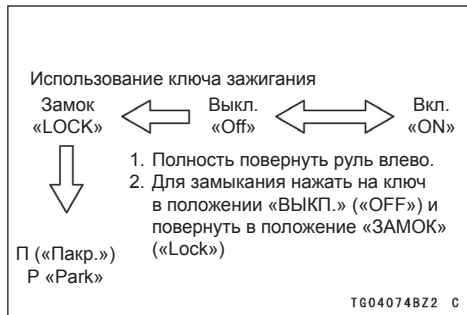 Использование ключа зажигания
Замок Выкл. Вкл.
«LOCK» «Off» «ON»
1. Полность повернуть руль влево.
2. Для замыкания нажать на ключ
в положении «ВЫКП.» («OFF») и
повернуть в положение «ЗАМОК»
(«Lock»)
П («Пакр.»)
P «Park»
TG04074BZ2 C